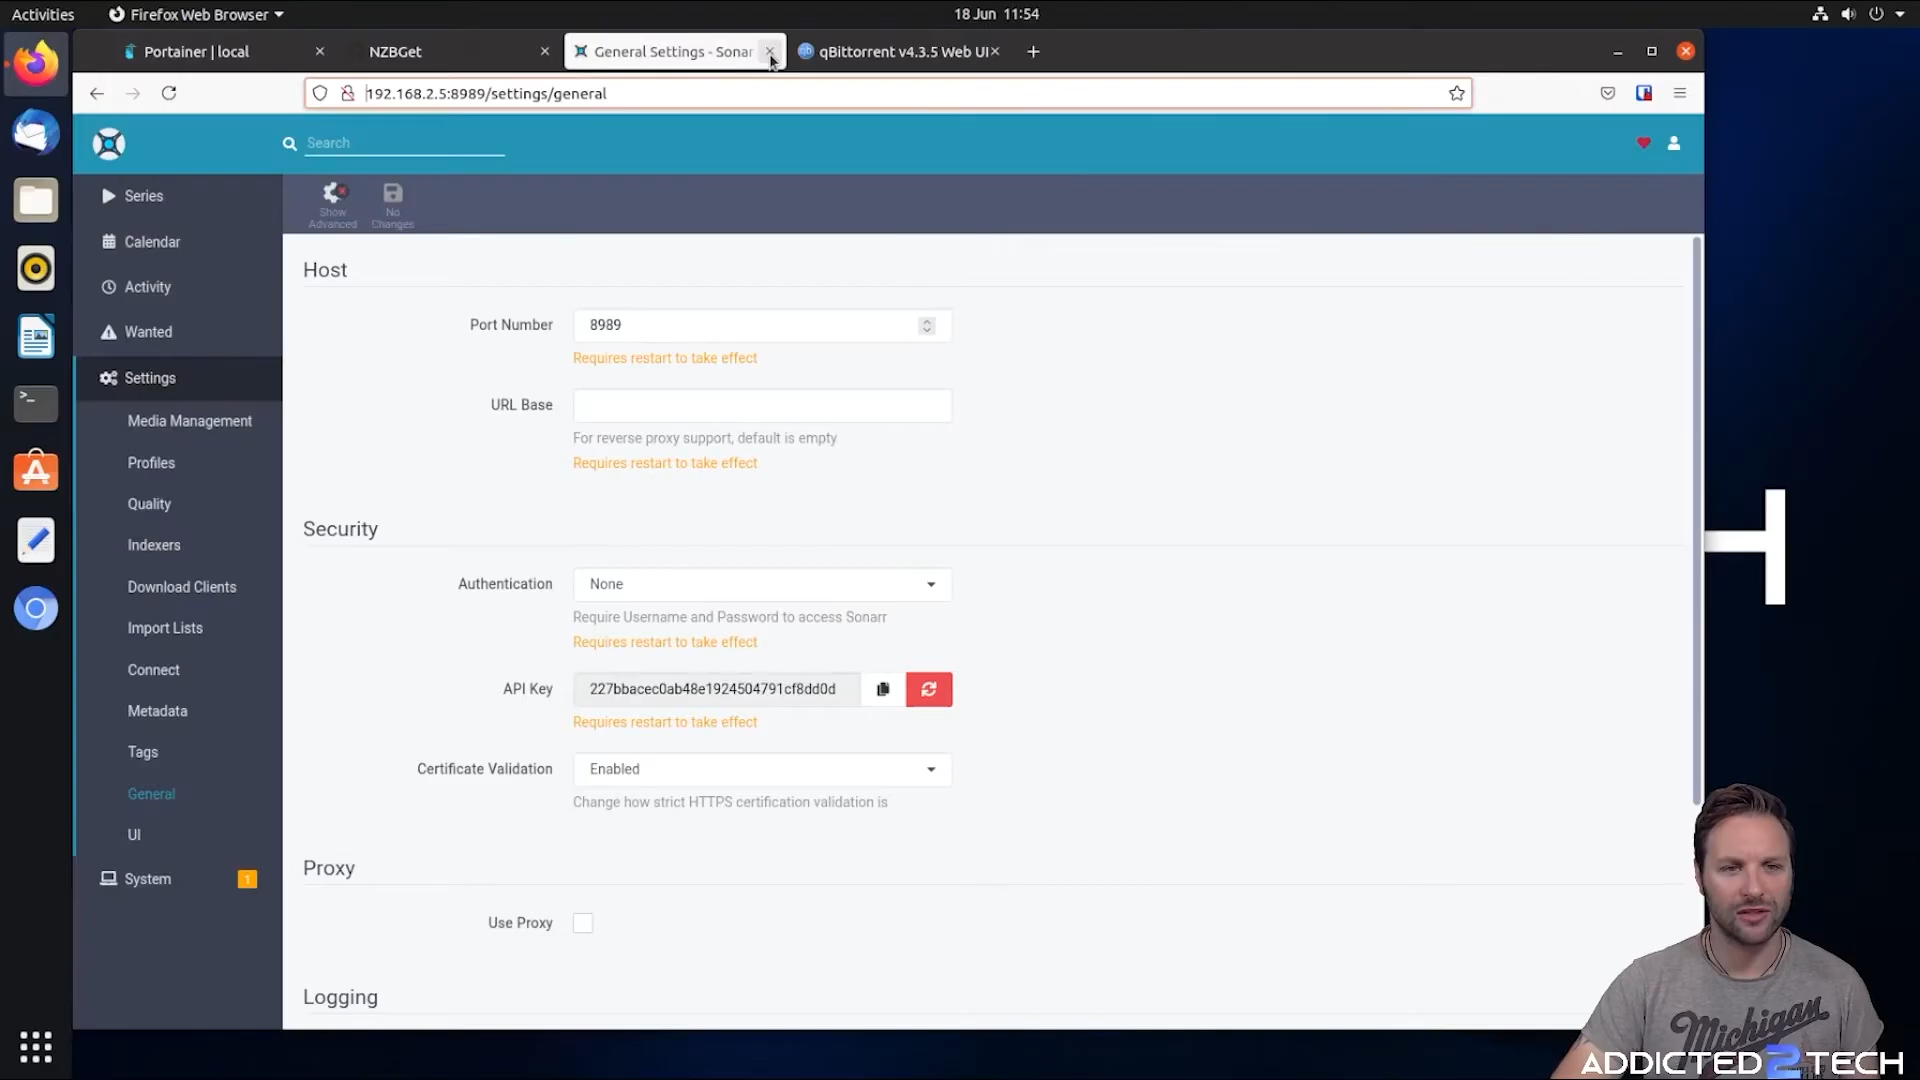 Activities
Firefox Web Browser
18 Jun 11:54
Portainer | local
NZBGet
General Settings - Sonar
qBittorrent v4.3.5 Web UI
192.168.2.5:8989/settings/general
Search
Series
Calendar
Activity
Wanted
Settings
Media Management
Profiles
Quality
Indexers
Download Clients
Import Lists
Connect
Metadata
Tags
General
UI
System 1
Show
Advanced
No
Changes
Host
Port Number 8989
Requires restart to take effect
URL Base
For reverse proxy support, default is empty
Requires restart to take effect
Security
Authentication None
Require Username and Password to access Sonarr
Requires restart to take effect
API Key 227bbacec0ab48e1924504791cf8dd0d
Requires restart to take effect
Certificate Validation Enabled
Change how strict HTTPS certification validation is
Proxy
Use Proxy
Logging
Michigan
ADDICTED2TECH